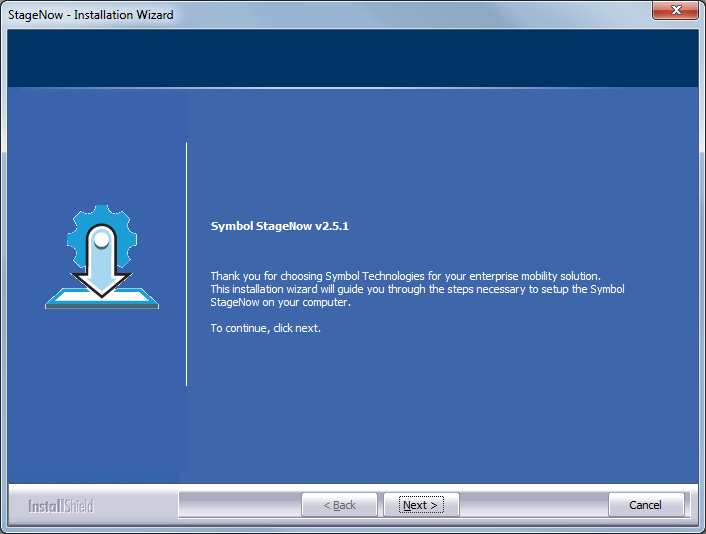 StageNow - Installation Wizard
Symbol StageNow v2.5.1
Thank you for choosing Symbol Technologies for your enterprise mobility solution.
This installation wizard will guide you through the steps necessary to setup the Symbol
StageNow on your computer.
To continue, click next.
InstallShield
< Back
Next >
Cancel